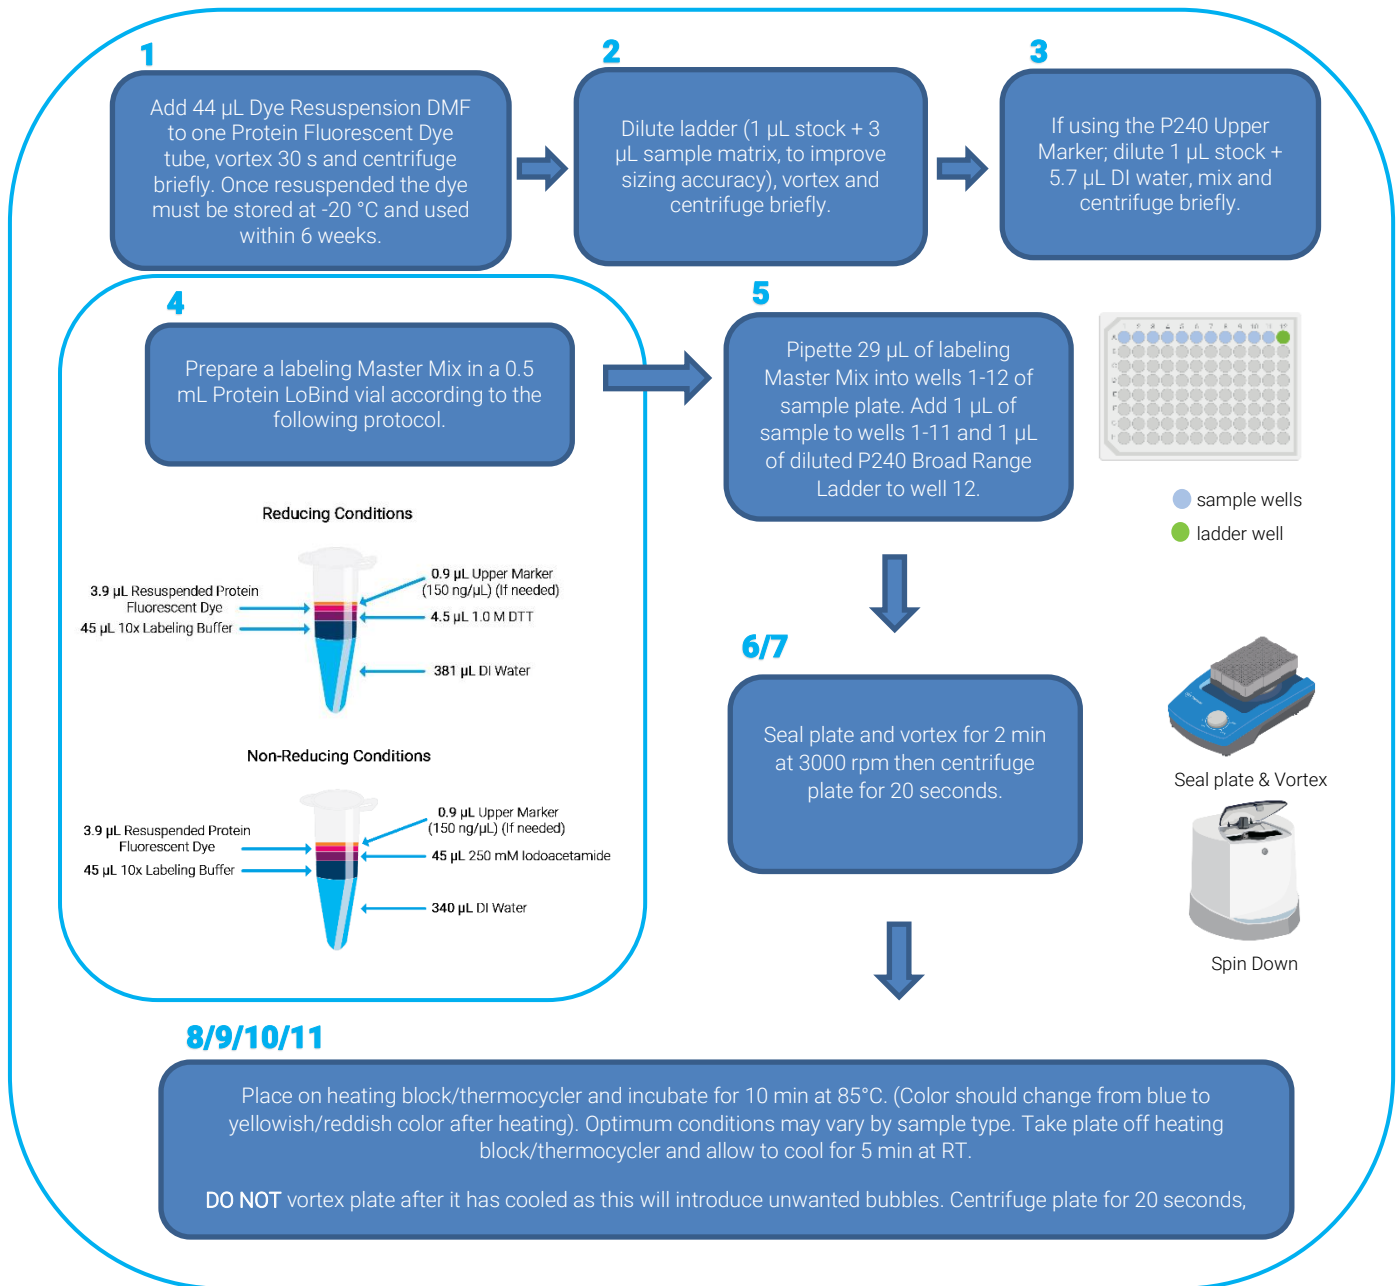 1
Add 44 µL Dye Resuspension DMF
to one Protein Fluorescent Dye
tube, vortex 30 s and centrifuge
briefly. Once resuspended the dye
must be stored at -20 °C and used
within 6 weeks.
2
Dilute ladder (1 µL stock + 3
µL sample matrix, to improve
sizing accuracy), vortex and
centrifuge briefly.
3
If using the P240 Upper
Marker; dilute 1 µL stock +
5.7 µL DI water, mix and
centrifuge briefly.
4
Prepare a labeling Master Mix in a 0.5
mL Protein LoBind vial according to the
following protocol.
Reducing Conditions
3.9 µL Resuspended Protein
Fluorescent Dye
45 µL 10x Labeling Buffer
0.9 µL Upper Marker
(150 ng/µL) (If needed)
4.5 µL 1.0 M DTT
381 µL DI Water
Non-Reducing Conditions
3.9 µL Resuspended Protein
Fluorescent Dye
45 µL 10x Labeling Buffer
0.9 µL Upper Marker
(150 ng/µL) (If needed)
45 µL 250 mM Iodoacetamide
340 µL DI Water
5
Pipette 29 µL of labeling
Master Mix into wells 1-12 of
sample plate. Add 1 µL of
sample to wells 1-11 and 1 µL
of diluted P240 Broad Range
Ladder to well 12.
sample wells
ladder well
6/7
Seal plate and vortex for 2 min
at 3000 rpm then centrifuge
plate for 20 seconds.
Seal plate & Vortex
Spin Down
8/9/10/11
Place on heating block/thermocycler and incubate for 10 min at 85°C. (Color should change from blue to
yellowish/reddish color after heating). Optimum conditions may vary by sample type. Take plate off heating
block/thermocycler and allow to cool for 5 min at RT.
DO NOT vortex plate after it has cooled as this will introduce unwanted bubbles. Centrifuge plate for 20 seconds,